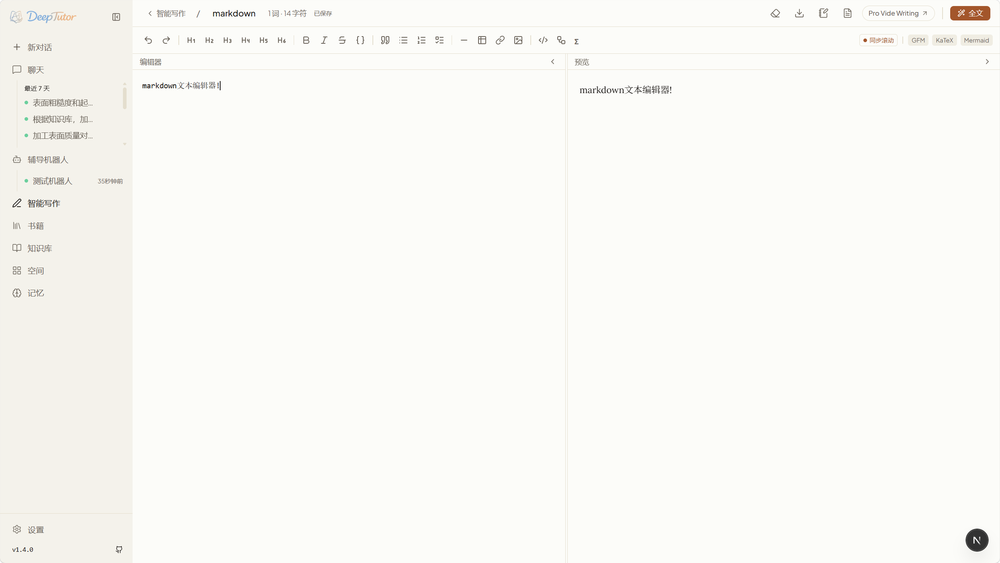 DeepTutor
新对话
聊天
最近 7 天
表面粗糙度和起...
根据知识库，加...
加工表面质量对...
辅导机器人
测试机器人 35秒钟前
智能写作
书籍
知识库
空间
记忆
设置
v1.4.0
智能写作 / markdown 1词 · 14 字符 已保存
Pro Vide Writing 全文
H1 H2 H3 H4 H5 H6 B I S {} Σ
同步滚动 GFM KaTeX Mermaid
编辑器
markdown文本编辑器!
预览
markdown文本编辑器!
N